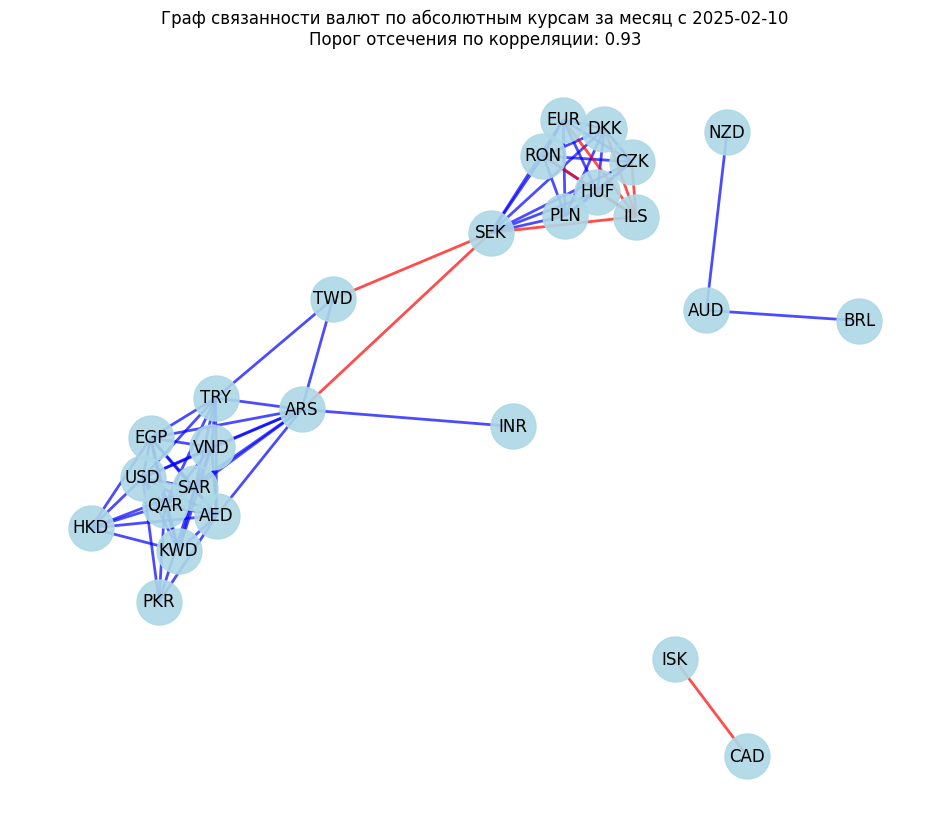 Граф связанности валют по абсолютным курсам за месяц с 2025-02-10
Порог отсечения по корреляции: 0.93
EUR
DKK
NZD
RON
CZK
HUF
PLN
ILS
SEK
TWD
AUD
BRL
TRY
ARS
INR
EGP
VND
USD
SAR
QAR
AED
HKD
KWD
PKR
ISK
CAD